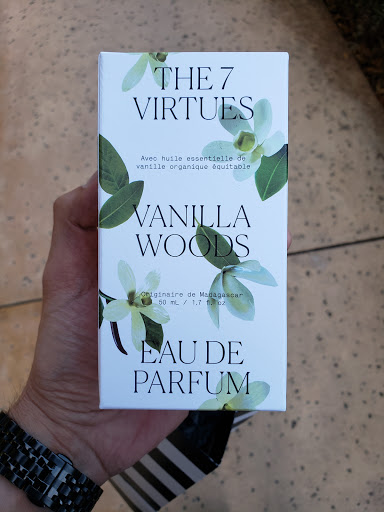 THE 7
VIRTUES
Avec huile essentielle de
vanille organique équitable
VANILLA
WOODS
Originaire de Madagascar
50 mL / 1,7 fl oz
EAU DE
PARFUM